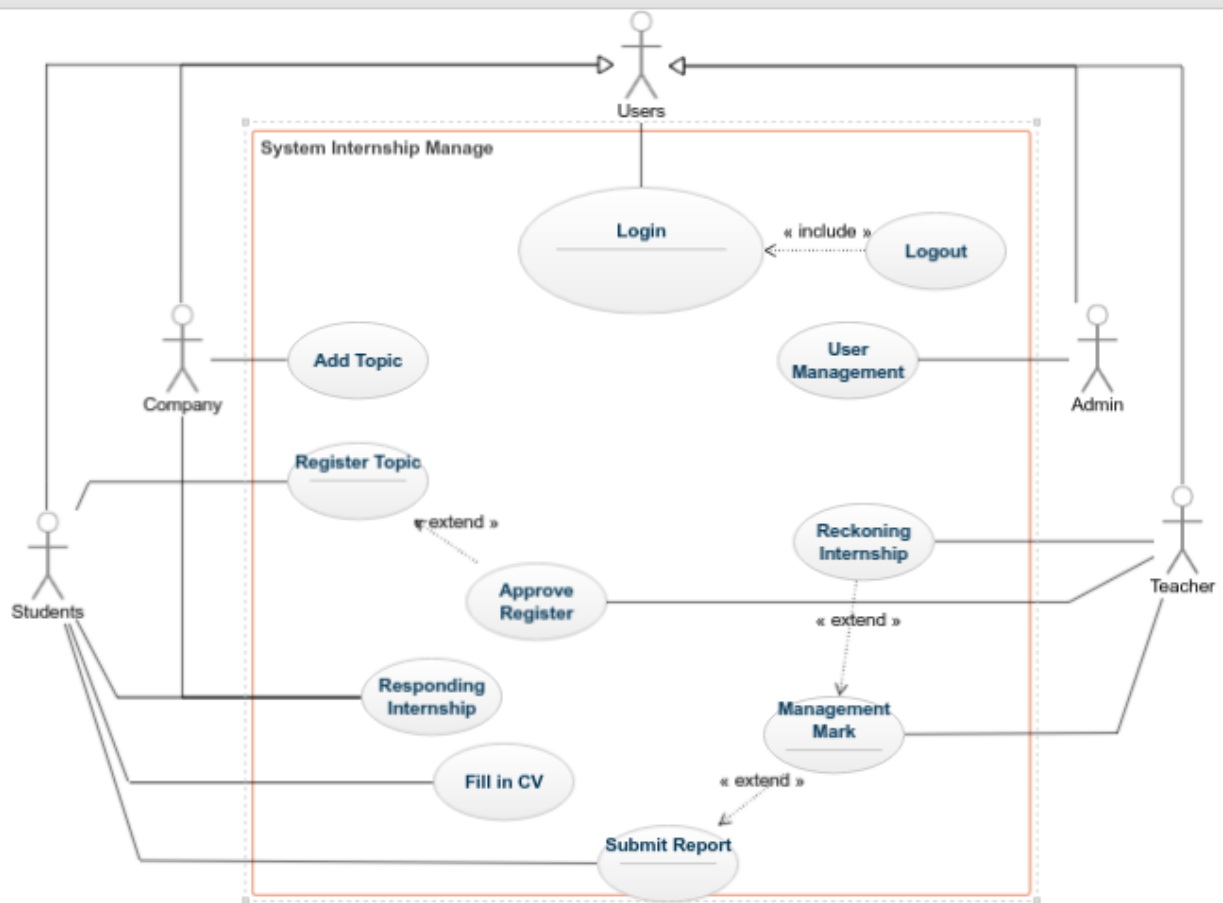 Users
System Internship Manage
Login
« include »
Logout
Add Topic
User
Management
Company
Admin
Register Topic
« extend »
Reckoning
Internship
Approve
Register
Teacher
Students
« extend »
Responding
Internship
Management
Mark
Fill in CV
« extend »
Submit Report